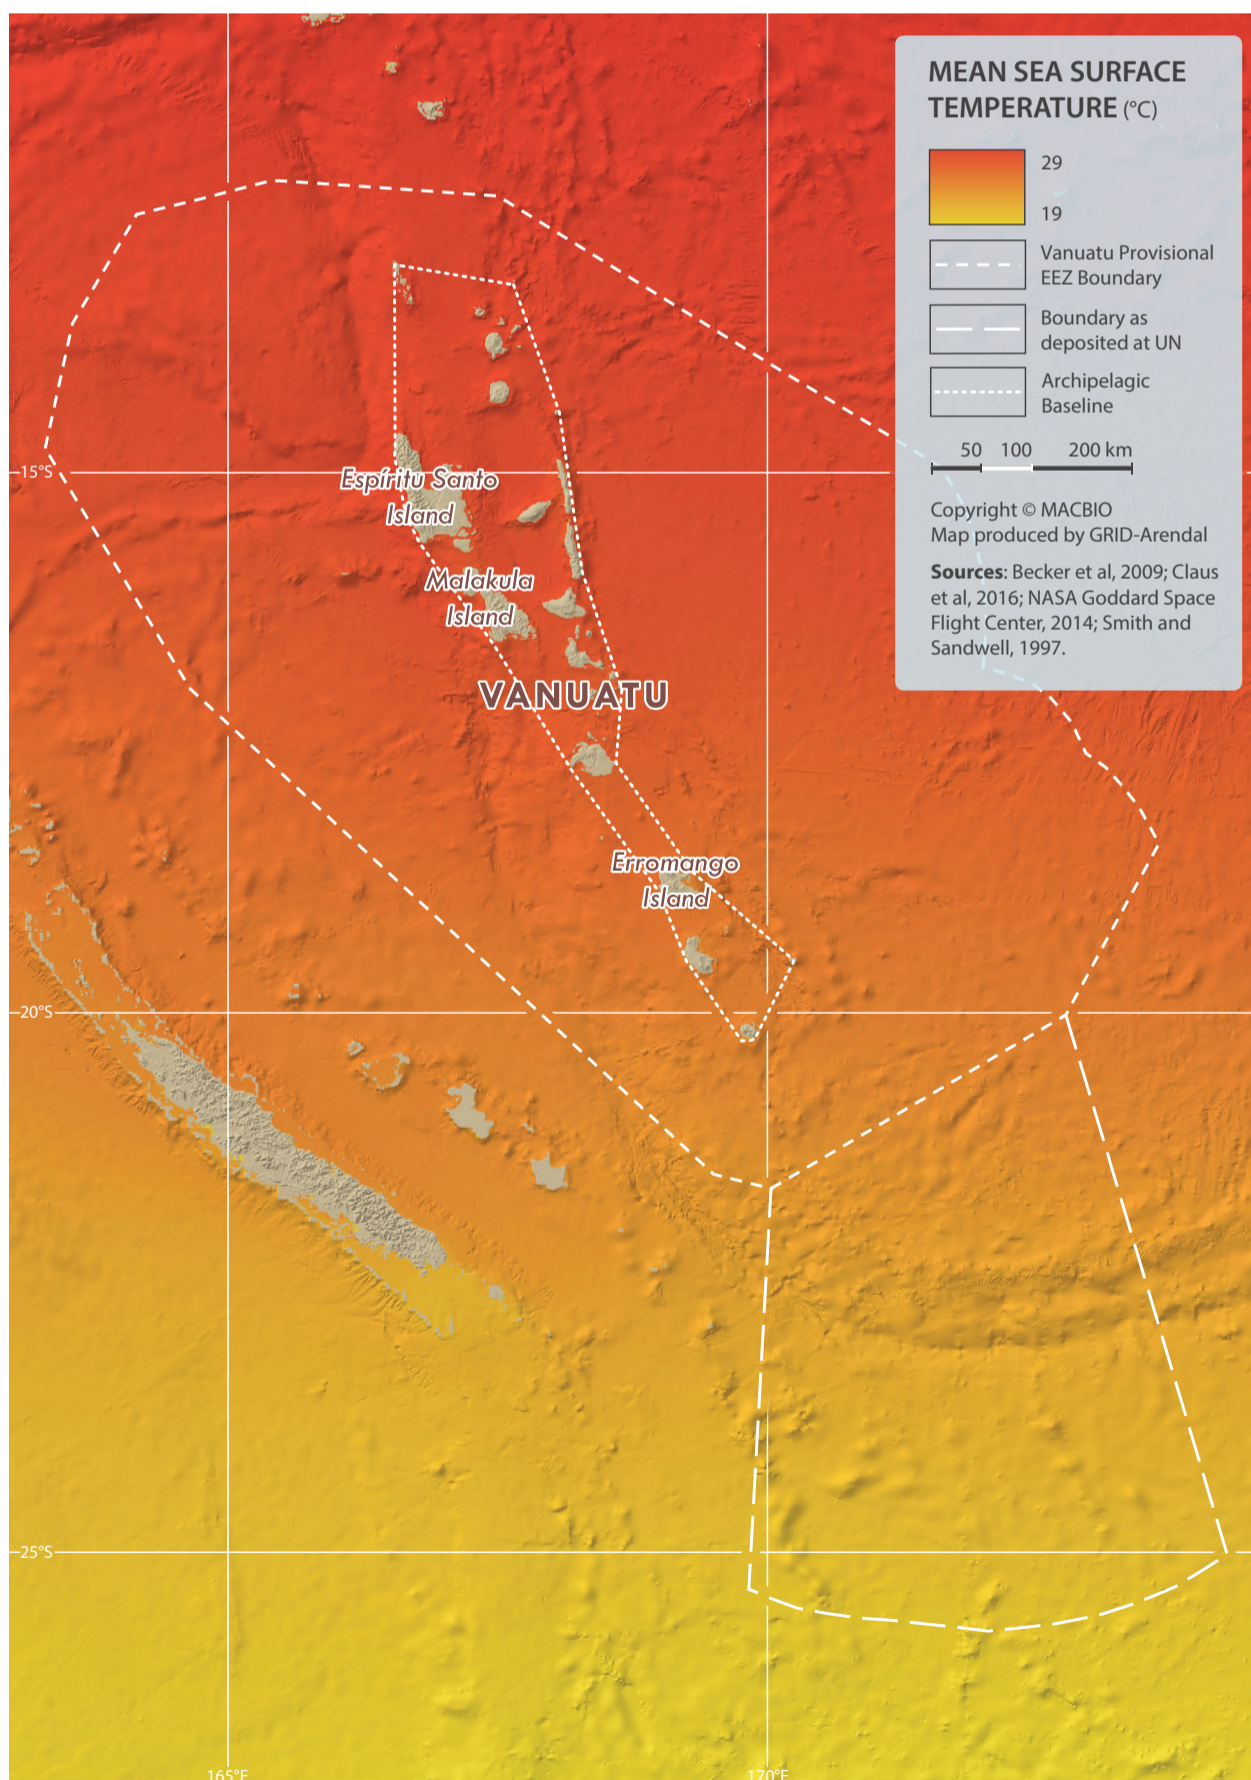 MEAN SEA SURFACE
TEMPERATURE (°C)
29
19
Vanuatu Provisional
EEZ Boundary
Boundary as
deposited at UN
Archipelagic
Baseline
50 100 200 km
Copyright © MACBIO
Map produced by GRID-Arendal
Sources: Becker et al, 2009; Claus
et al, 2016; NASA Goddard Space
Flight Center, 2014; Smith and
Sandwell, 1997.
15°S
Espíritu Santo
Island
Malakula
Island
VANUATU
Erromango
Island
20°S
25°S
165°E
170°E